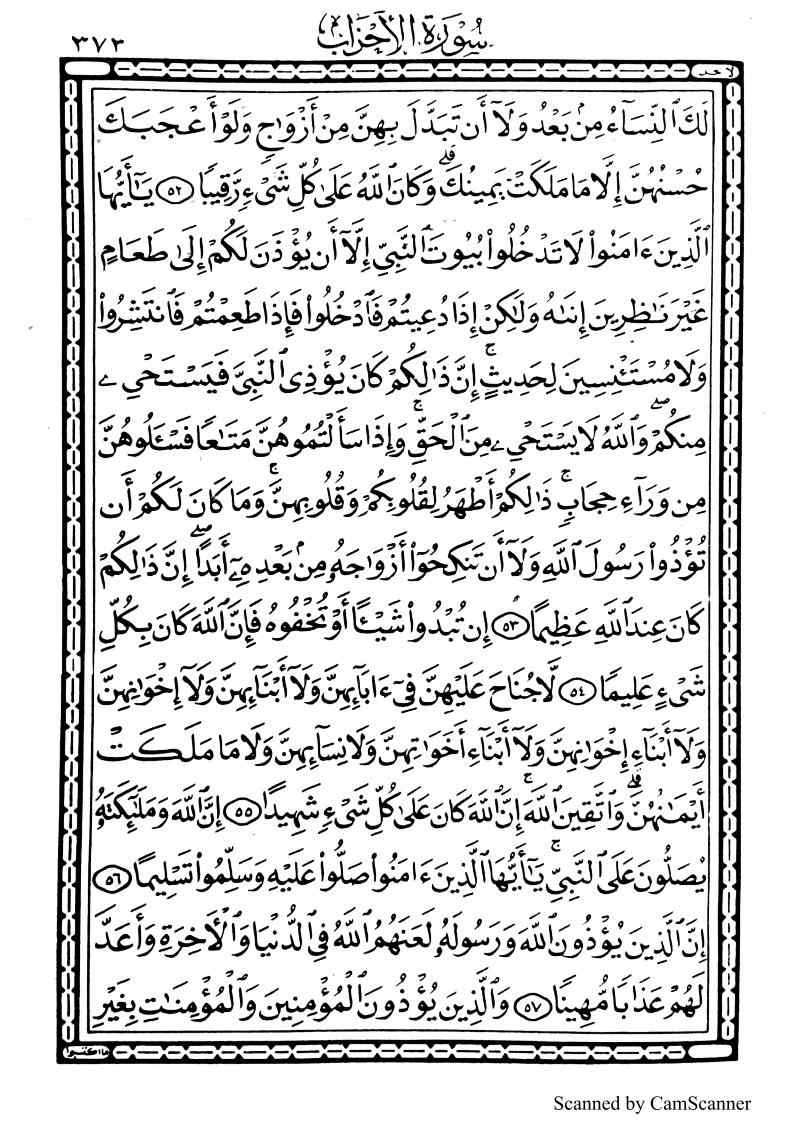 ٣٧٣
سُورَةُ الأَحْزَابِ
لا حد
لَكَ ٱلنِّسَآءُ مِنۢ بَعْدُ وَلَآ أَن تَبَدَّلَ بِهِنَّ مِنْ أَزْوَٰجٍ وَلَوْ أَعْجَبَكَ
حُسْنُهُنَّ إِلَّا مَا مَلَكَتْ يَمِينُكَ ۗ وَكَانَ ٱللَّهُ عَلَىٰ كُلِّ شَىْءٍ رَّقِيبًا ٥٢ يَـٰٓأَيُّهَا
ٱلَّذِينَ ءَامَنُوا۟ لَا تَدْخُلُوا۟ بُيُوتَ ٱلنَّبِىِّ إِلَّآ أَن يُؤْذَنَ لَكُمْ إِلَىٰ طَعَامٍ
غَيْرَ نَـٰظِرِينَ إِنَىٰهُ وَلَـٰكِنْ إِذَا دُعِيتُمْ فَٱدْخُلُوا۟ فَإِذَا طَعِمْتُمْ فَٱنتَشِرُوا۟
وَلَا مُسْتَـْٔنِسِينَ لِحَدِيثٍ ۚ إِنَّ ذَٰلِكُمْ كَانَ يُؤْذِى ٱلنَّبِىَّ فَيَسْتَحْىِۦ
مِنكُمْ ۖ وَٱللَّهُ لَا يَسْتَحْىِۦ مِنَ ٱلْحَقِّ ۚ وَإِذَا سَأَلْتُمُوهُنَّ مَتَـٰعًا فَسْـَٔلُوهُنَّ
مِن وَرَآءِ حِجَابٍ ۚ ذَٰلِكُمْ أَطْهَرُ لِقُلُوبِكُمْ وَقُلُوبِهِنَّ ۚ وَمَا كَانَ لَكُمْ أَن
تُؤْذُوا۟ رَسُولَ ٱللَّهِ وَلَآ أَن تَنكِحُوٓا۟ أَزْوَٰجَهُۥ مِنۢ بَعْدِهِۦٓ أَبَدًا ۖ إِنَّ ذَٰلِكُمْ
كَانَ عِندَ ٱللَّهِ عَظِيمًا ٥٣ إِن تُبْدُوا۟ شَيْـًٔا أَوْ تُخْفُوهُ فَإِنَّ ٱللَّهَ كَانَ بِكُلِّ
شَىْءٍ عَلِيمًا ٥٤ لَّا جُنَاحَ عَلَيْهِنَّ فِىٓ ءَابَآئِهِنَّ وَلَآ أَبْنَآئِهِنَّ وَلَآ إِخْوَٰنِهِنَّ
وَلَآ أَبْنَآءِ إِخْوَٰنِهِنَّ وَلَآ أَبْنَآءِ أَخَوَٰتِهِنَّ وَلَا نِسَآئِهِنَّ وَلَا مَا مَلَكَتْ
أَيْمَـٰنُهُنَّ ۗ وَٱتَّقِينَ ٱللَّهَ ۚ إِنَّ ٱللَّهَ كَانَ عَلَىٰ كُلِّ شَىْءٍ شَهِيدًا ٥٥ إِنَّ ٱللَّهَ وَمَلَـٰٓئِكَتَهُۥ
يُصَلُّونَ عَلَى ٱلنَّبِىِّ ۚ يَـٰٓأَيُّهَا ٱلَّذِينَ ءَامَنُوا۟ صَلُّوا۟ عَلَيْهِ وَسَلِّمُوا۟ تَسْلِيمًا ٥٦
إِنَّ ٱلَّذِينَ يُؤْذُونَ ٱللَّهَ وَرَسُولَهُۥ لَعَنَهُمُ ٱللَّهُ فِى ٱلدُّنْيَا وَٱلْـَٔاخِرَةِ وَأَعَدَّ
لَهُمْ عَذَابًا مُّهِينًا ٥٧ وَٱلَّذِينَ يُؤْذُونَ ٱلْمُؤْمِنِينَ وَٱلْمُؤْمِنَـٰتِ بِغَيْرِ
ما اكتسبوا
Scanned by CamScanner